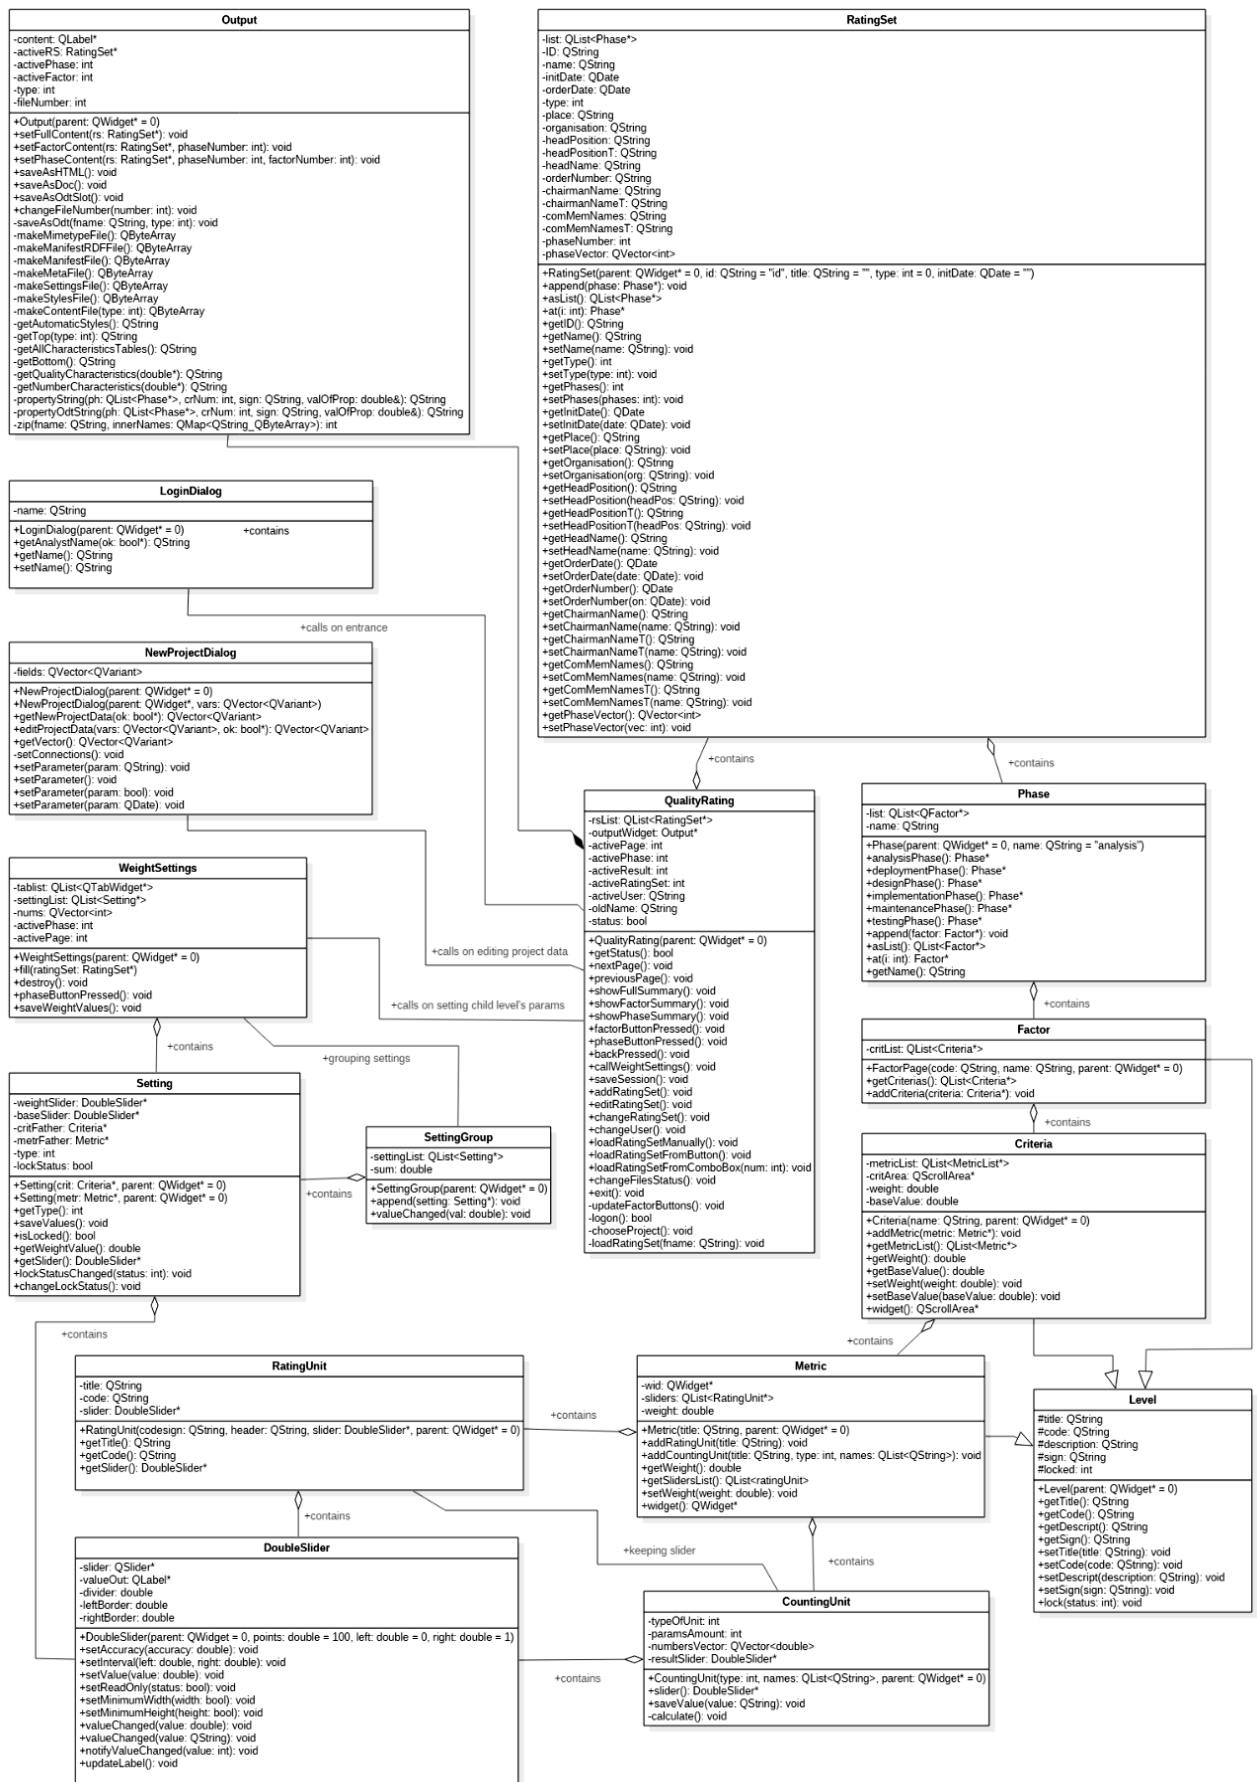 Output
-content: QLabel*
-activeRS: RatingSet*
-activePhase: int
-activeFactor: int
-type: int
-fileNumber: int
+Output(parent: QWidget* = 0)
+setFullContent(rs: RatingSet*): void
+setFactorContent(rs: RatingSet*, phaseNumber: int): void
+setPhaseContent(rs: RatingSet*, phaseNumber: int, factorNumber: int): void
+saveAsHTML(): void
+saveAsDoc(): void
+saveAsOdtSlot(): void
+changeFileNumber(number: int): void
-saveAsOdt(fname: QString, type: int): void
-makeMimetypeFile(): QByteArray
-makeManifestRDFFile(): QByteArray
-makeManifestFile(): QByteArray
-makeMetaFile(): QByteArray
-makeSettingsFile(): QByteArray
-makeStylesFile(): QByteArray
-makeContentFile(type: int): QByteArray
-getAutomaticStyles(): QString
-getTop(type: int): QString
-getAllCharacteristicsTables(): QString
-getBottom(): QString
-getQualityCharacteristics(double*): QString
-getNumberCharacteristics(double*): QString
-propertyString(ph: QList<Phase*>, crNum: int, sign: QString, valOfProp: double&): QString
-propertyOdtString(ph: QList<Phase*>, crNum: int, sign: QString, valOfProp: double&): QString
-zip(fname: QString, innerNames: QMap<QString_QByteArray>): int
RatingSet
-list: QList<Phase*>
-ID: QString
-name: QString
-initDate: QDate
-orderDate: QDate
-type: int
-place: QString
-organisation: QString
-headPosition: QString
-headPositionT: QString
-headName: QString
-orderNumber: QString
-chairmanName: QString
-chairmanNameT: QString
-comMemNames: QString
-comMemNamesT: QString
-phaseNumber: int
-phaseVector: QVector<int>
+RatingSet(parent: QWidget* = 0, id: QString = "id", title: QString = "", type: int = 0, initDate: QDate = "")
+append(phase: Phase*): void
+asList(): QList<Phase*>
+at(i: int): Phase*
+getID(): QString
+getName(): QString
+setName(name: QString): void
+getType(): int
+setType(type: int): void
+getPhases(): int
+setPhases(phases: int): void
+getInitDate(): QDate
+setInitDate(date: QDate): void
+getPlace(): QString
+setPlace(place: QString): void
+getOrganisation(): QString
+setOrganisation(org: QString): void
+getHeadPosition(): QString
+setHeadPosition(headPos: QString): void
+getHeadPositionT(): QString
+setHeadPositionT(headPos: QString): void
+getHeadName(): QString
+setHeadName(name: QString): void
+getOrderDate(): QDate
+setOrderDate(date: QDate): void
+getOrderNumber(): QDate
+setOrderNumber(on: QDate): void
+getChairmanName(): QString
+setChairmanName(name: QString): void
+getChairmanNameT(): QString
+setChairmanNameT(name: QString): void
+getComMemNames(): QString
+setComMemNames(name: QString): void
+getComMemNamesT(): QString
+setComMemNamesT(name: QString): void
+getPhaseVector(): QVector<int>
+setPhaseVector(vec: int): void
LoginDialog
-name: QString
+LoginDialog(parent: QWidget* = 0)
+getAnalystName(ok: bool*): QString
+getName(): QString
+setName(): QString
+contains
+calls on entrance
NewProjectDialog
-fields: QVector<QVariant>
+NewProjectDialog(parent: QWidget* = 0)
+NewProjectDialog(parent: QWidget*, vars: QVector<QVariant>)
+getNewProjectData(ok: bool*): QVector<QVariant>
+editProjectData(vars: QVector<QVariant>, ok: bool*): QVector<QVariant>
+getVector(): QVector<QVariant>
-setConnections(): void
+setParameter(param: QString): void
+setParameter(): void
+setParameter(param: bool): void
+setParameter(param: QDate): void
+contains
+contains
QualityRating
-rsList: QList<RatingSet*>
-outputWidget: Output*
-activePage: int
-activePhase: int
-activeResult: int
-activeRatingSet: int
-activeUser: QString
-oldName: QString
-status: bool
+QualityRating(parent: QWidget* = 0)
+getStatus(): bool
+nextPage(): void
+previousPage(): void
+showFullSummary(): void
+showFactorSummary(): void
+showPhaseSummary(): void
+factorButtonPressed(): void
+phaseButtonPressed(): void
+backPressed(): void
+callWeightSettings(): void
+saveSession(): void
+addRatingSet(): void
+editRatingSet(): void
+changeRatingSet(): void
+changeUser(): void
+loadRatingSetManually(): void
+loadRatingSetFromButton(): void
+loadRatingSetFromComboBox(num: int): void
+changeFilesStatus(): void
+exit(): void
-updateFactorButtons(): void
-logon(): bool
-chooseProject(): void
-loadRatingSet(fname: QString): void
Phase
-list: QList<QFactor*>
-name: QString
+Phase(parent: QWidget* = 0, name: QString = "analysis")
+analysisPhase(): Phase*
+deploymentPhase(): Phase*
+designPhase(): Phase*
+implementationPhase(): Phase*
+maintenancePhase(): Phase*
+testingPhase(): Phase*
+append(factor: Factor*): void
+asList(): QList<Factor*>
+at(i: int): Factor*
+getName(): QString
WeightSettings
-tablist: QList<QTabWidget*>
-settingList: QList<Setting*>
-nums: QVector<int>
-activePhase: int
-activePage: int
+WeightSettings(parent: QWidget* = 0)
+fill(ratingSet: RatingSet*)
+destroy(): void
+phaseButtonPressed(): void
+saveWeightValues(): void
+calls on editing project data
+calls on setting child level's params
+contains
+grouping settings
+contains
Factor
-critList: QList<Criteria*>
+FactorPage(code: QString, name: QString, parent: QWidget* = 0)
+getCriterias(): QList<Criteria*>
+addCriteria(criteria: Criteria*): void
+contains
Setting
-weightSlider: DoubleSlider*
-baseSlider: DoubleSlider*
-critFather: Criteria*
-metrFather: Metric*
-type: int
-lockStatus: bool
+Setting(crit: Criteria*, parent: QWidget* = 0)
+Setting(metr: Metric*, parent: QWidget* = 0)
+getType(): int
+saveValues(): void
+isLocked(): bool
+getWeightValue(): double
+getSlider(): DoubleSlider*
+lockStatusChanged(status: int): void
+changeLockStatus(): void
+contains
SettingGroup
-settingList: QList<Setting*>
-sum: double
+SettingGroup(parent: QWidget* = 0)
+append(setting: Setting*): void
+valueChanged(val: double): void
Criteria
-metricList: QList<MetricList*>
-critArea: QScrollArea*
-weight: double
-baseValue: double
+Criteria(name: QString, parent: QWidget* = 0)
+addMetric(metric: Metric*): void
+getMetricList(): QList<Metric*>
+getWeight(): double
+getBaseValue(): double
+setWeight(weight: double): void
+setBaseValue(baseValue: double): void
+widget(): QScrollArea*
+contains
+contains
RatingUnit
-title: QString
-code: QString
-slider: DoubleSlider*
+RatingUnit(codesign: QString, header: QString, slider: DoubleSlider*, parent: QWidget* = 0)
+getTitle(): QString
+getCode(): QString
+getSlider(): DoubleSlider*
+contains
Metric
-wid: QWidget*
-sliders: QList<RatingUnit*>
-weight: double
+Metric(title: QString, parent: QWidget* = 0)
+addRatingUnit(title: QString): void
+addCountingUnit(title: QString, type: int, names: QList<QString>): void
+getWeight(): double
+getSlidersList(): QList<ratingUnit>
+setWeight(weight: double): void
+widget(): QWidget*
Level
#title: QString
#code: QString
#description: QString
#sign: QString
#locked: int
+Level(parent: QWidget* = 0)
+getTitle(): QString
+getCode(): QString
+getDescript(): QString
+getSign(): QString
+setTitle(title: QString): void
+setCode(code: QString): void
+setDescript(description: QString): void
+setSign(sign: QString): void
+lock(status: int): void
+contains
+keeping slider
+contains
DoubleSlider
-slider: QSlider*
-valueOut: QLabel*
-divider: double
-leftBorder: double
-rightBorder: double
+DoubleSlider(parent: QWidget = 0, points: double = 100, left: double = 0, right: double = 1)
+setAccuracy(accuracy: double): void
+setInterval(left: double, right: double): void
+setValue(value: double): void
+setReadOnly(status: bool): void
+setMinimumWidth(width: bool): void
+setMinimumHeight(height: bool): void
+valueChanged(value: double): void
+valueChanged(value: QString): void
+notifyValueChanged(value: int): void
+updateLabel(): void
+contains
CountingUnit
-typeOfUnit: int
-paramsAmount: int
-numbersVector: QVector<double>
-resultSlider: DoubleSlider*
+CountingUnit(type: int, names: QList<QString>, parent: QWidget* = 0)
+slider(): DoubleSlider*
+saveValue(value: QString): void
-calculate(): void